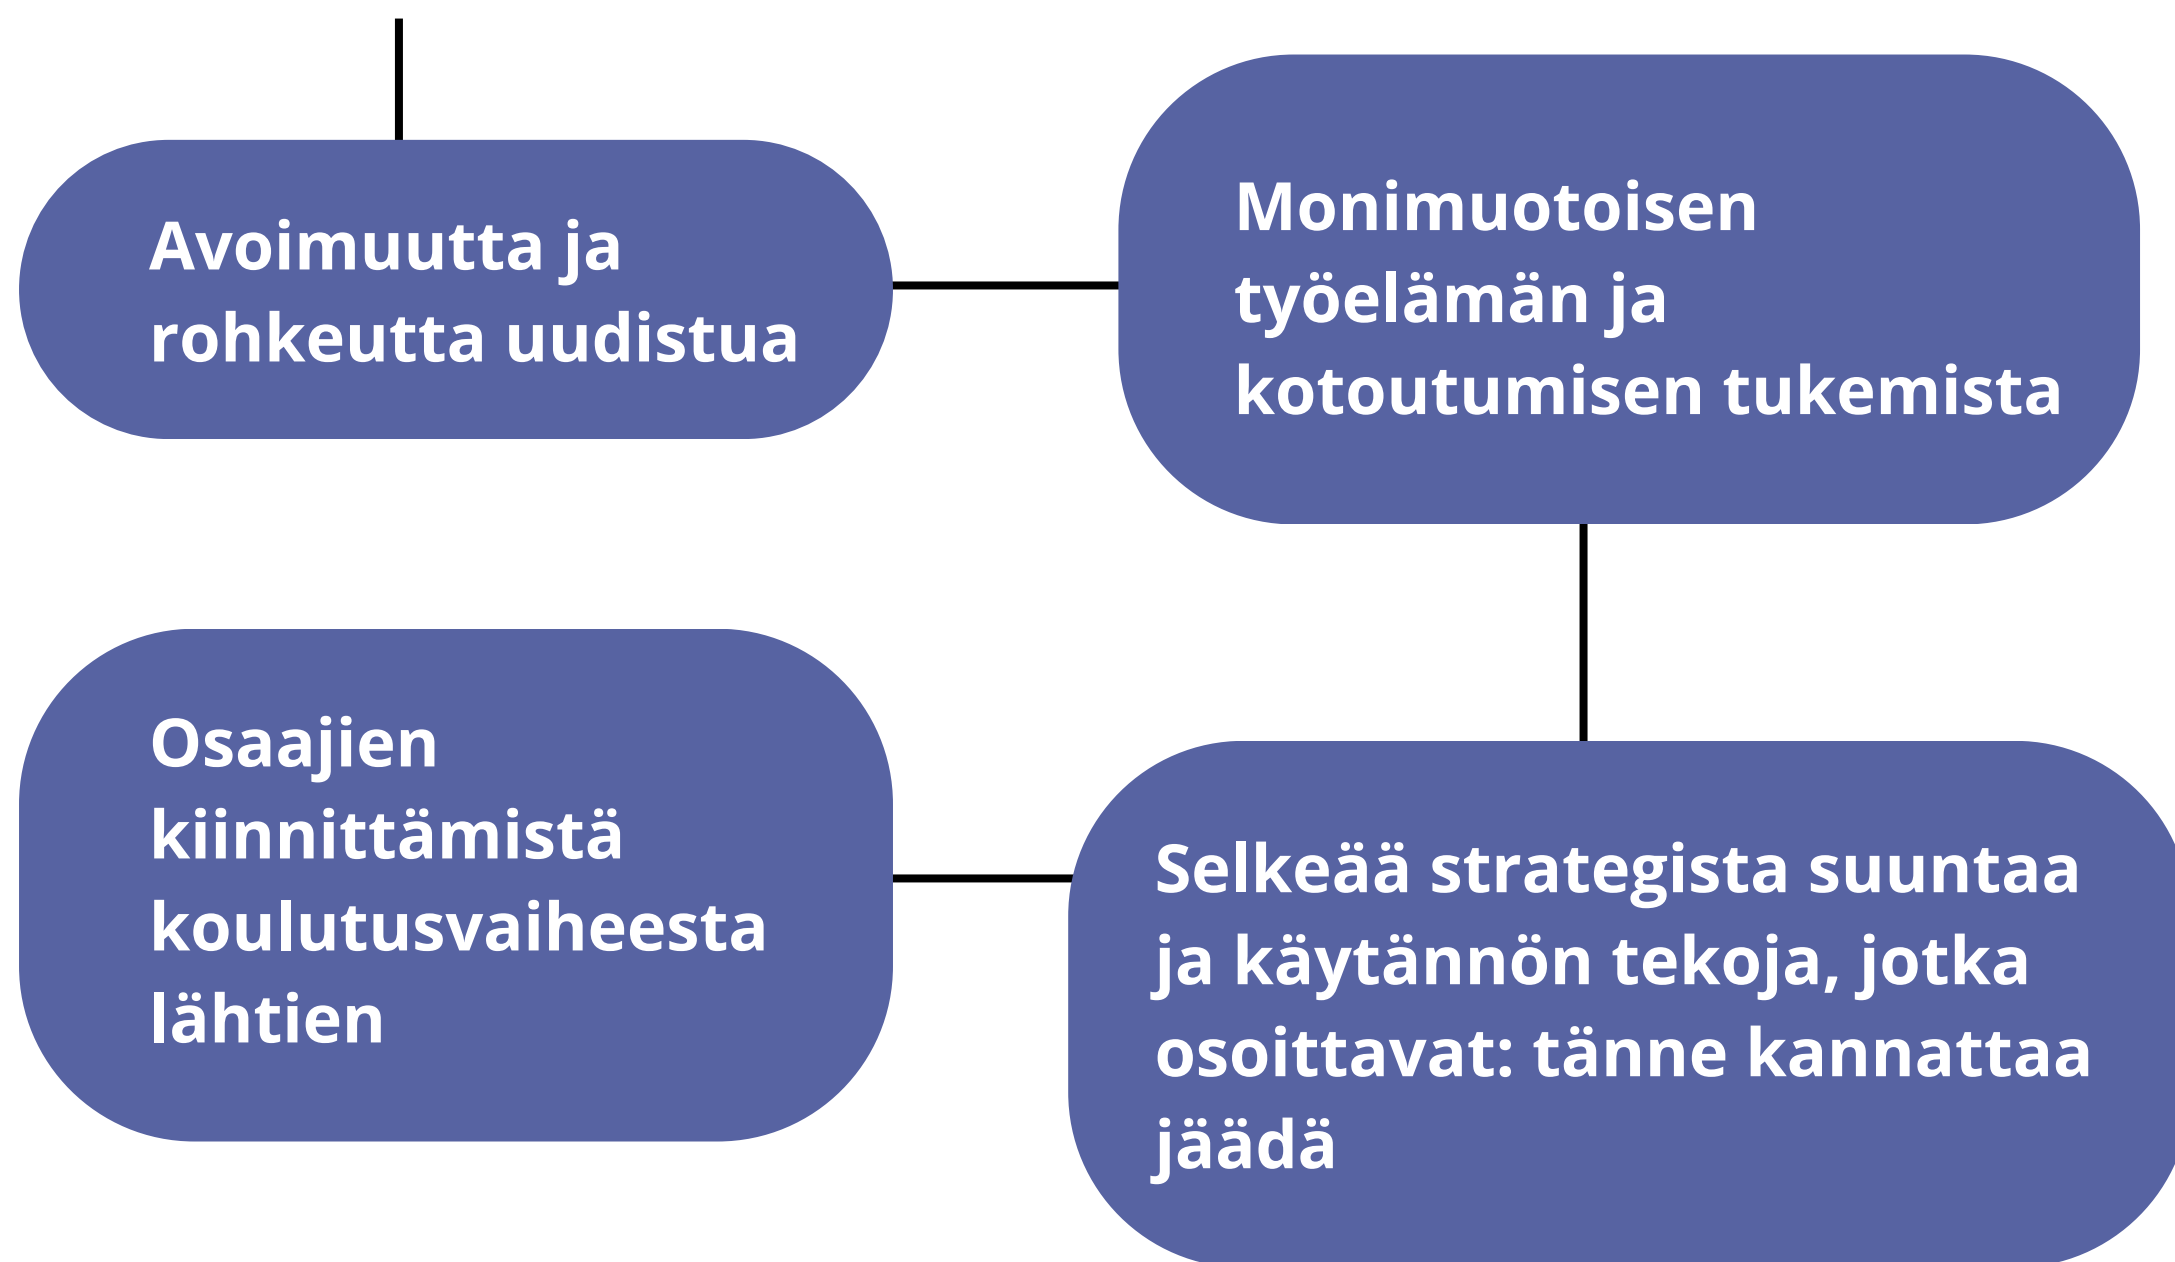 Avoimuutta ja
rohkeutta uudistua
Monimuotoisen
työelämän ja
kotoutumisen tukemista
Osaajien
kiinnittämistä
koulutusvaiheesta
lähtien
Selkeää strategista suuntaa
ja käytännön tekoja, jotka
osoittavat: tänne kannattaa
jäädä